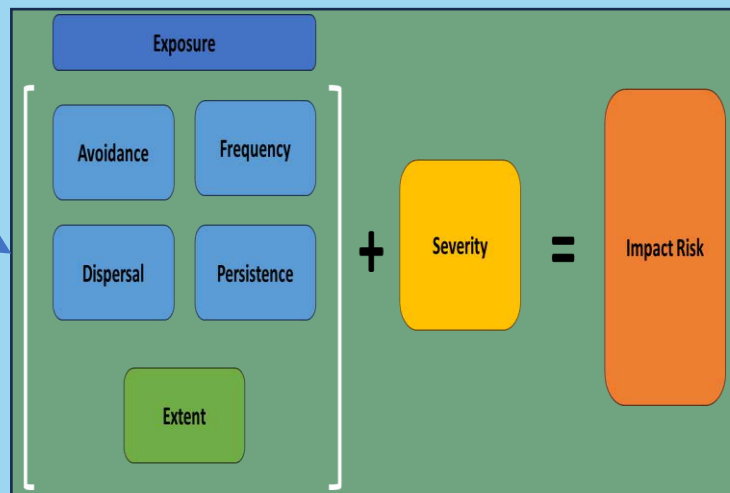 Exposure
Avoidance
Frequency
Dispersal
Persistence
Extent
+
Severity
=
Impact Risk